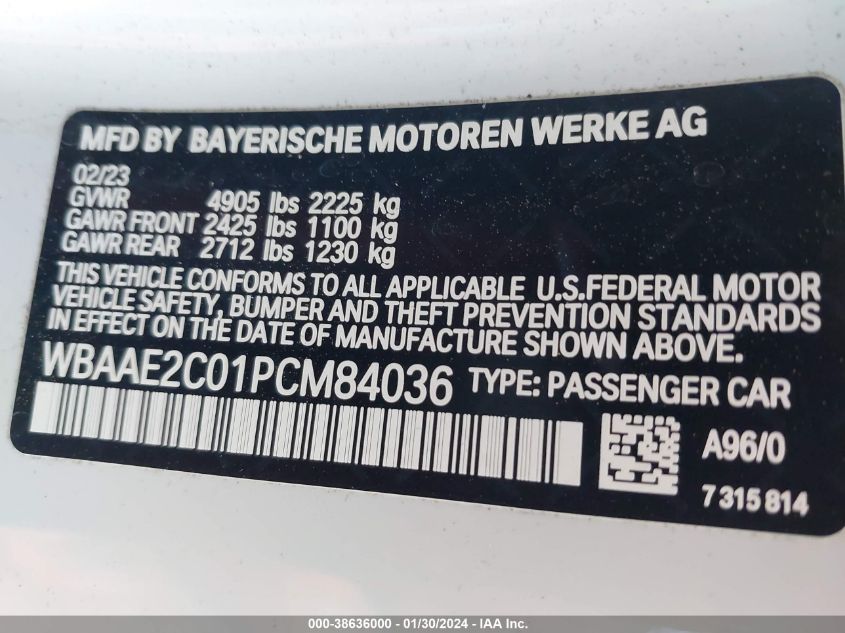 MFD BY BAYERISCHE MOTOREN WERKE AG
02/23
GVWR 4905 lbs 2225 kg
GAWR FRONT 2425 lbs 1100 kg
GAWR REAR 2712 lbs 1230 kg
THIS VEHICLE CONFORMS TO ALL APPLICABLE U.S.FEDERAL MOTOR
VEHICLE SAFETY, BUMPER AND THEFT PREVENTION STANDARDS
IN EFFECT ON THE DATE OF MANUFACTURE SHOWN ABOVE.
WBAAE2C01PCM84036 TYPE: PASSENGER CAR
A96/0
7 315 814
000-38636000 - 01/30/2024 - IAA Inc.